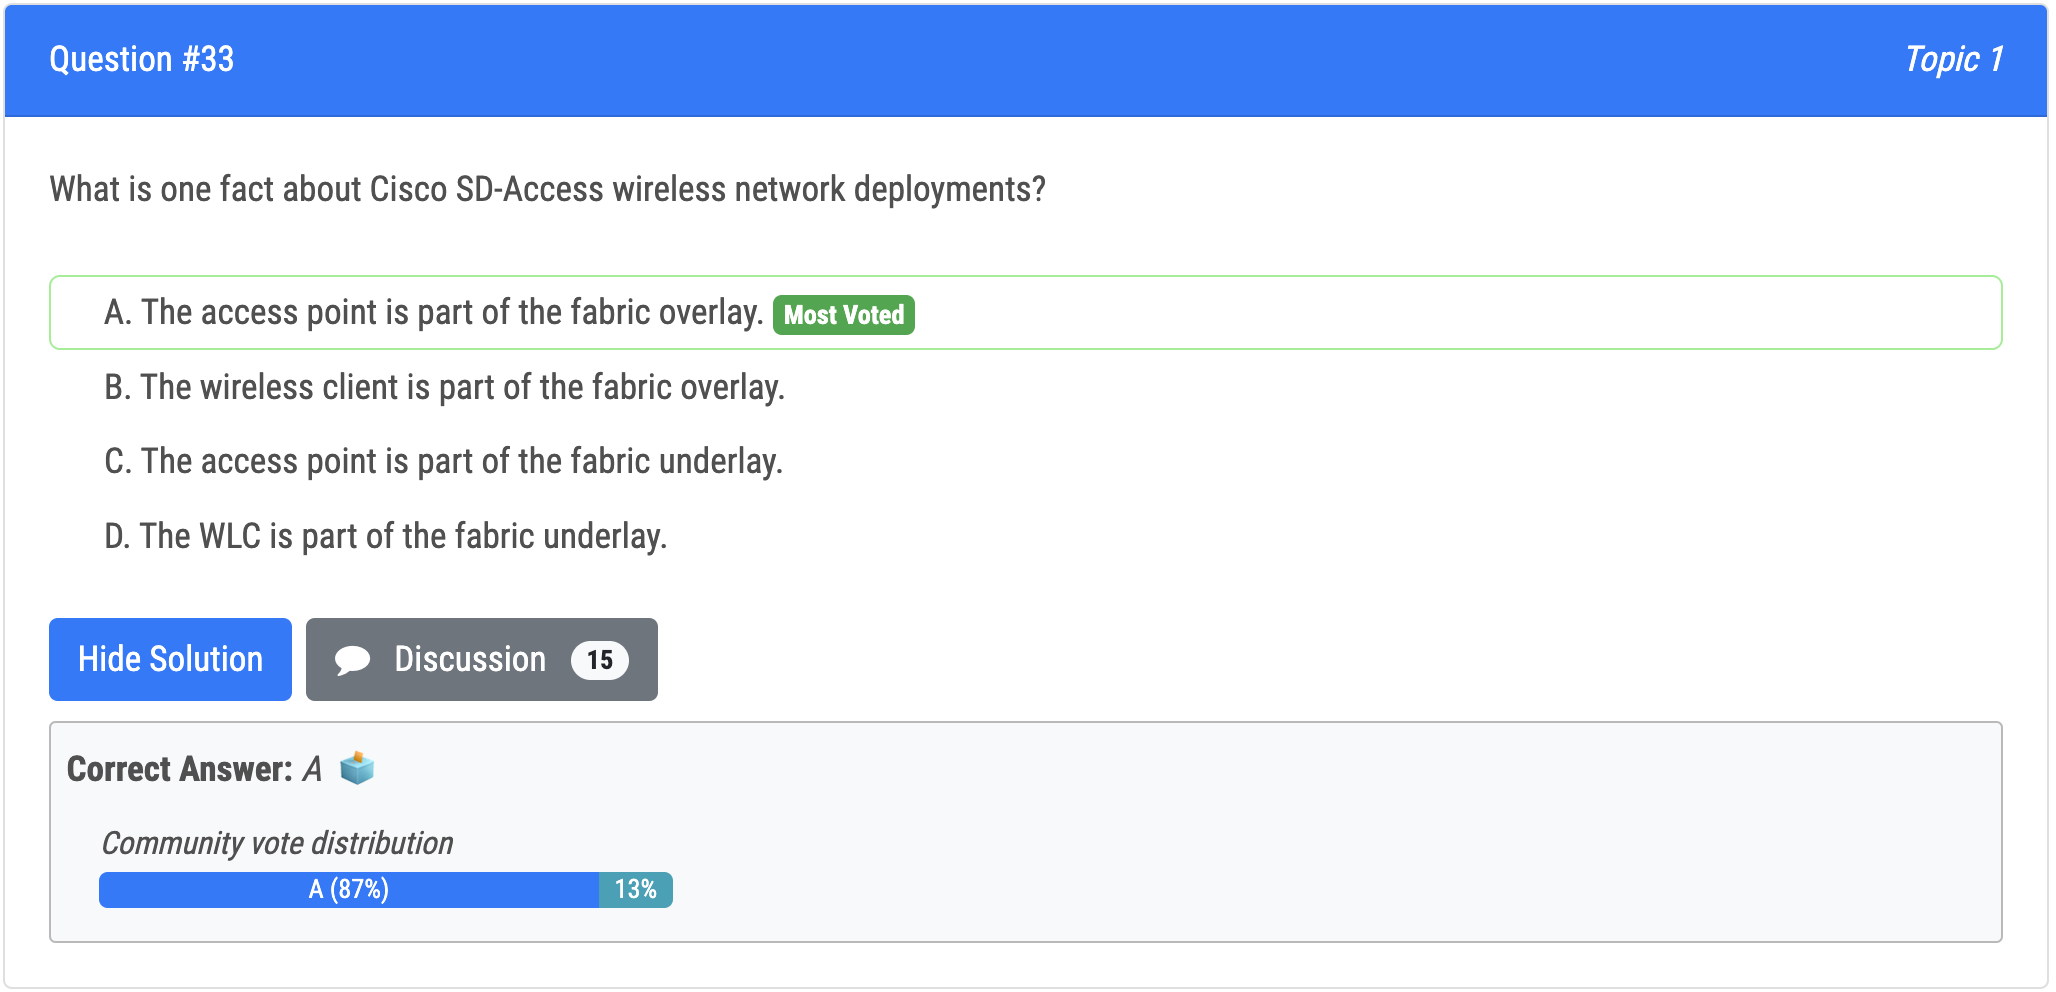 Question #33
Topic 1
What is one fact about Cisco SD-Access wireless network deployments?
A. The access point is part of the fabric overlay. Most Voted
B. The wireless client is part of the fabric overlay.
C. The access point is part of the fabric underlay.
D. The WLC is part of the fabric underlay.
Hide Solution
Discussion 15
Correct Answer: A
Community vote distribution
A (87%)
13%